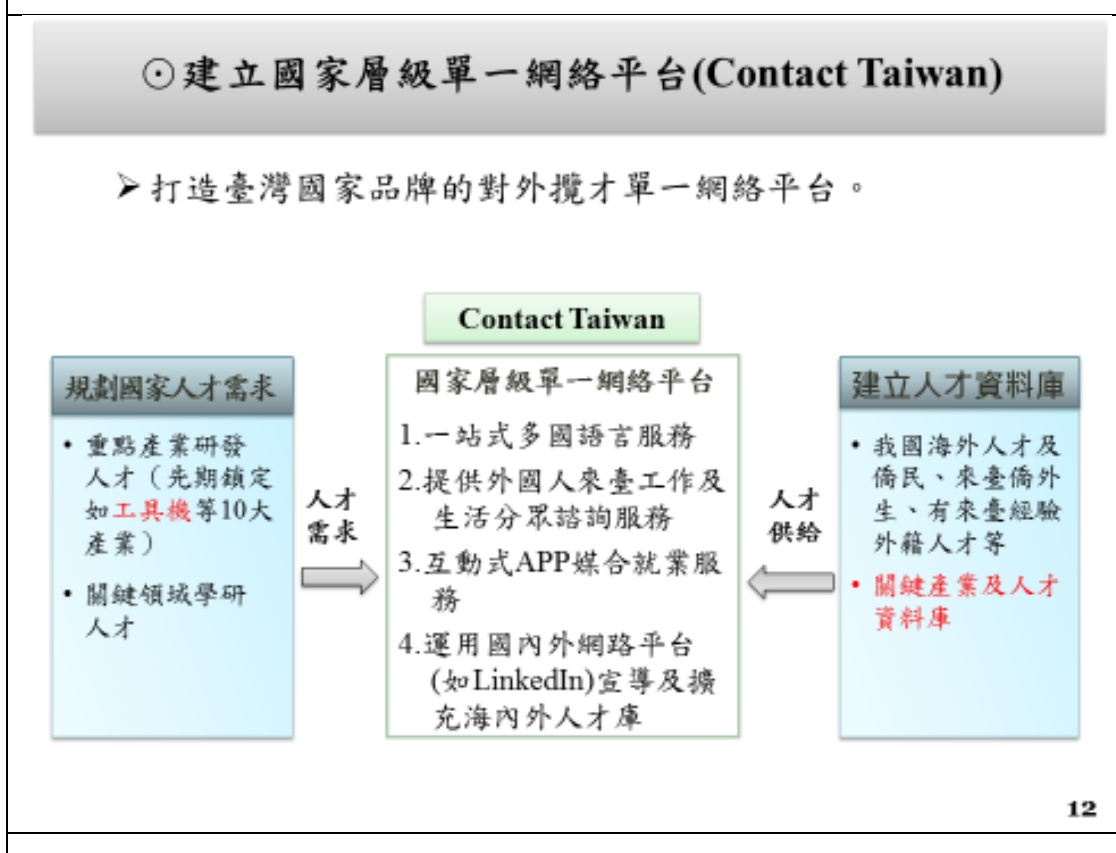 ⊙建立國家層級單一網絡平台(Contact Taiwan)
➤打造臺灣國家品牌的對外攬才單一網絡平台。
Contact Taiwan
規劃國家人才需求
• 重點產業研發
人才（先期鎖定
如工具機等10大
產業）
• 關鍵領域學研
人才
人才
需求
國家層級單一網絡平台
1.一站式多國語言服務
2.提供外國人來臺工作及
生活分眾諮詢服務
3.互動式APP媒合就業服
務
4.運用國內外網路平台
(如LinkedIn)宣導及擴
充海內外人才庫
人才
供給
建立人才資料庫
• 我國海外人才及
僑民、來臺僑外
生、有來臺經驗
外籍人才等
• 關鍵產業及人才
資料庫
12